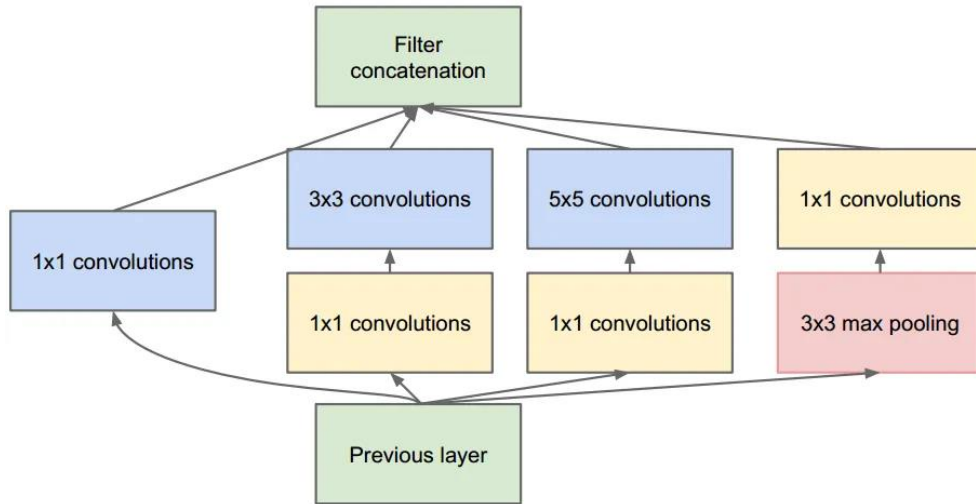 Filter
concatenation
3x3 convolutions
5x5 convolutions
1x1 convolutions
1x1 convolutions
1x1 convolutions
1x1 convolutions
3x3 max pooling
Previous layer